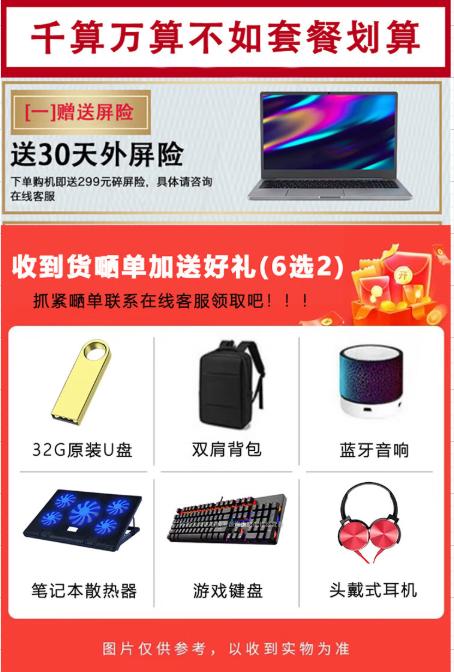 千算万算不如套餐划算
[一]赠送屏险
送30天外屏险
下单购机即送299元碎屏险，具体请咨询
在线客服
收到货嗮单加送好礼(6选2)
开
抓紧嗮单联系在线客服领取吧！！！
32G原装U盘
双肩背包
蓝牙音响
笔记本散热器
游戏键盘
头戴式耳机
图片仅供参考，以收到实物为准